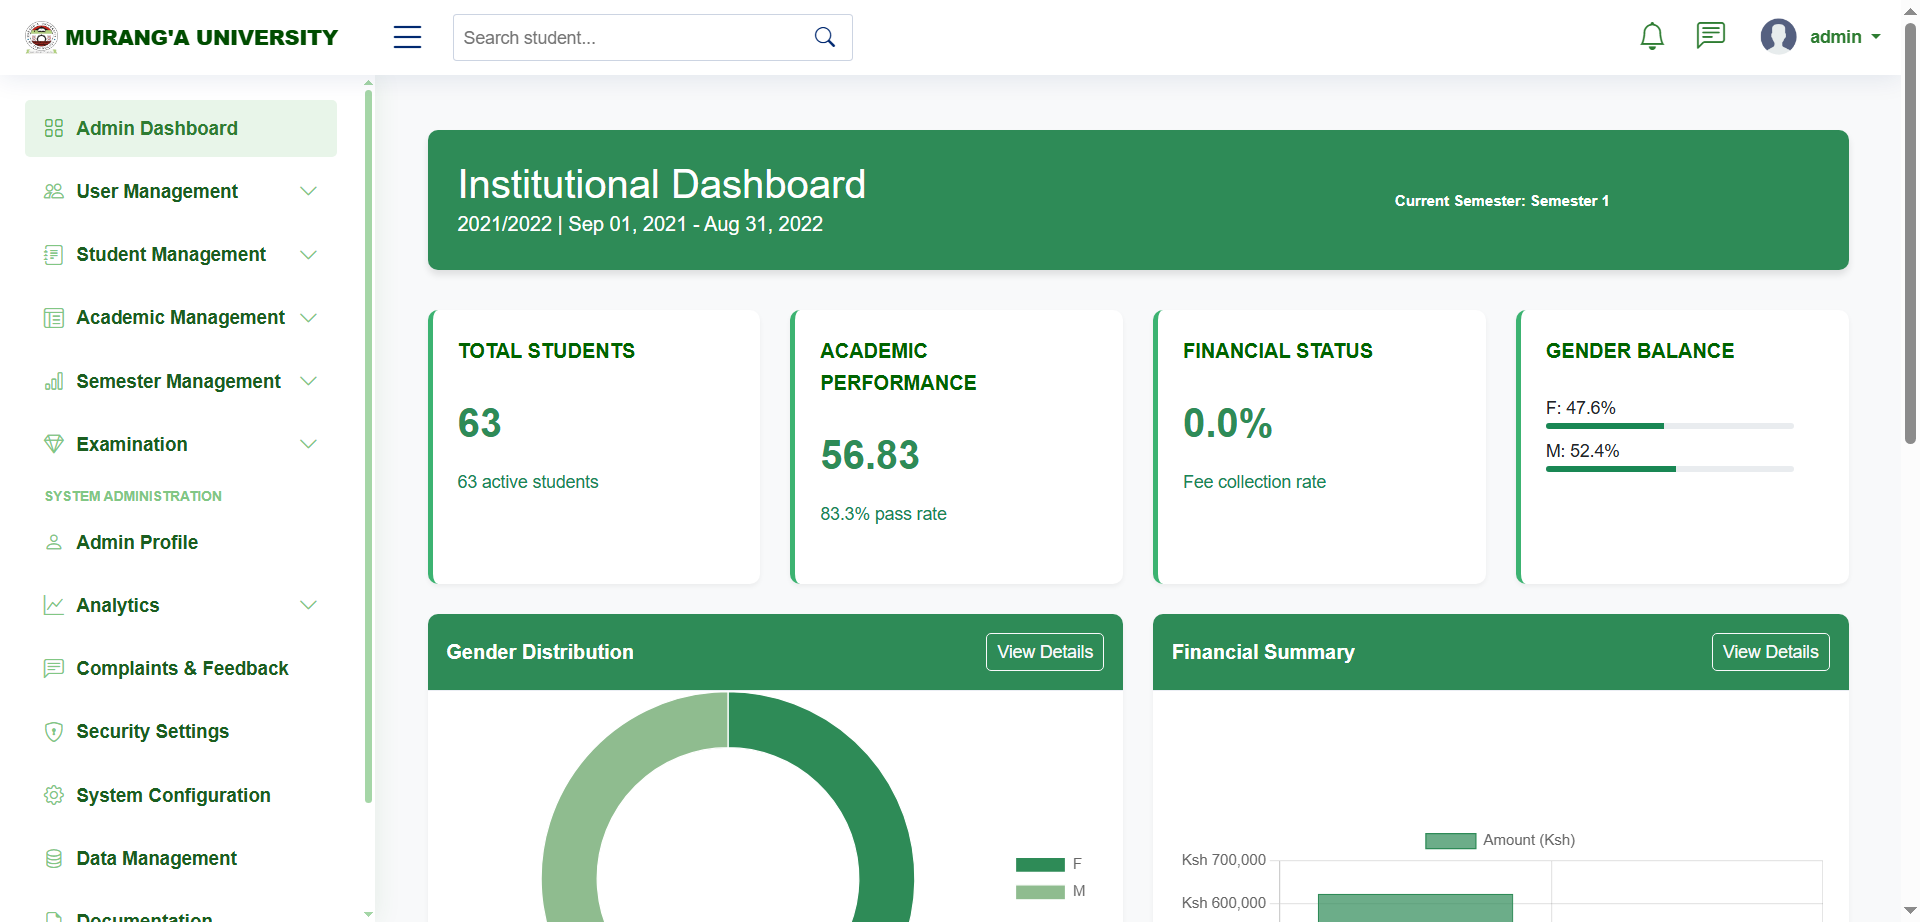 MURANG'A UNIVERSITY
Search student...
admin
Admin Dashboard
User Management
Student Management
Academic Management
Semester Management
Examination
SYSTEM ADMINISTRATION
Admin Profile
Analytics
Complaints & Feedback
Security Settings
System Configuration
Data Management
Documentation
Institutional Dashboard
2021/2022 | Sep 01, 2021 - Aug 31, 2022
Current Semester: Semester 1
TOTAL STUDENTS
63
63 active students
ACADEMIC
PERFORMANCE
56.83
83.3% pass rate
FINANCIAL STATUS
0.0%
Fee collection rate
GENDER BALANCE
F: 47.6%
M: 52.4%
Gender Distribution
View Details
F
M
Financial Summary
View Details
Amount (Ksh)
Ksh 700,000
Ksh 600,000